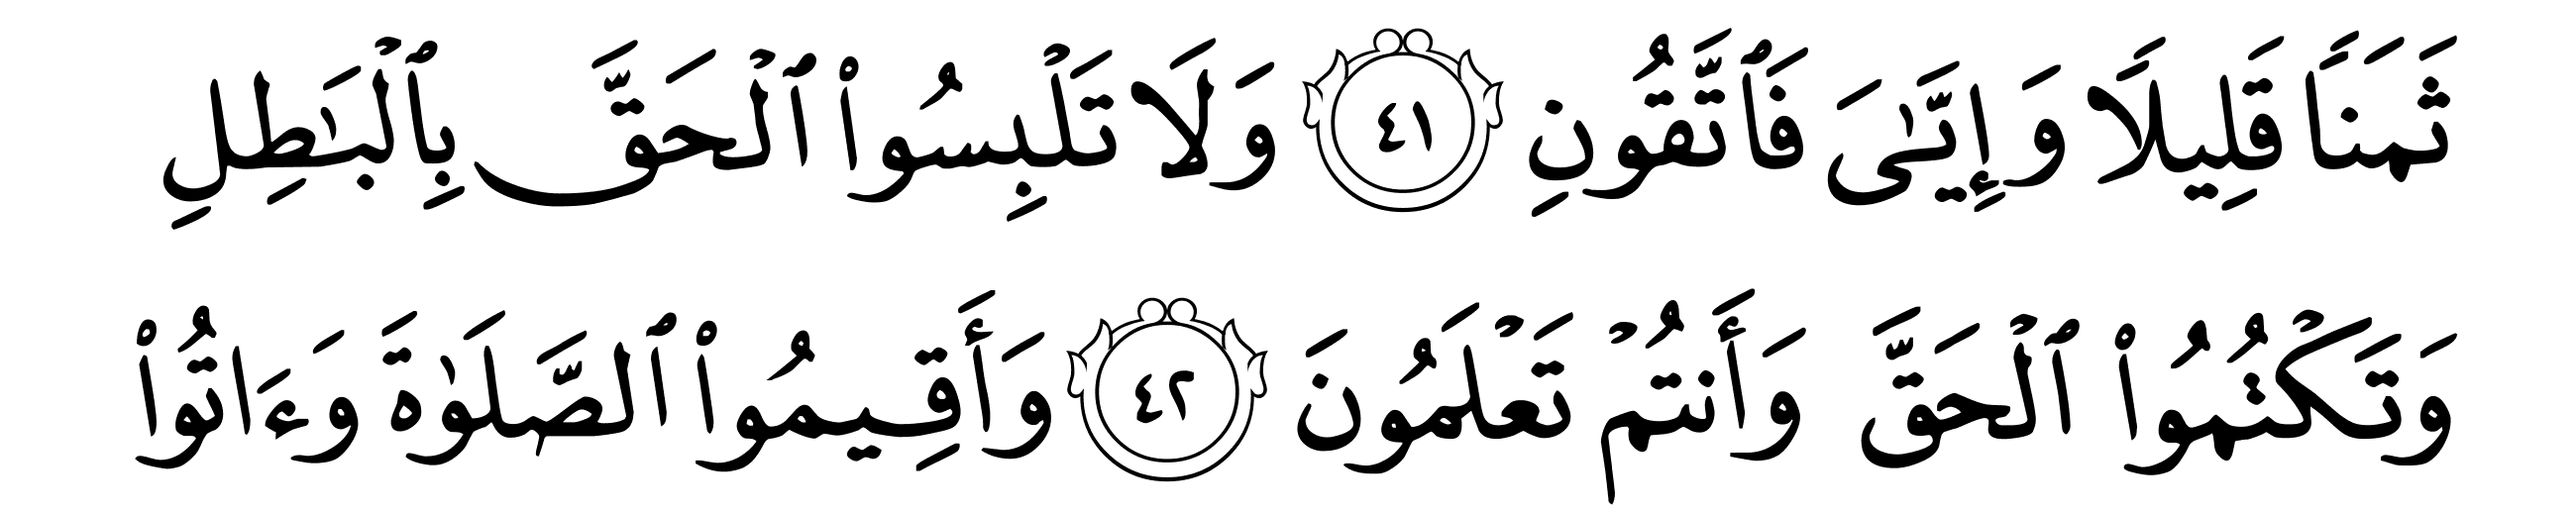 ثَمَنًا قَلِيلًا وَإِيَّٰىَ فَٱتَّقُونِ ٤١ وَلَا تَلْبِسُوا۟ ٱلْحَقَّ بِٱلْبَٰطِلِ
وَتَكْتُمُوا۟ ٱلْحَقَّ وَأَنتُمْ تَعْلَمُونَ ٤٢ وَأَقِيمُوا۟ ٱلصَّلَوٰةَ وَءَاتُوا۟